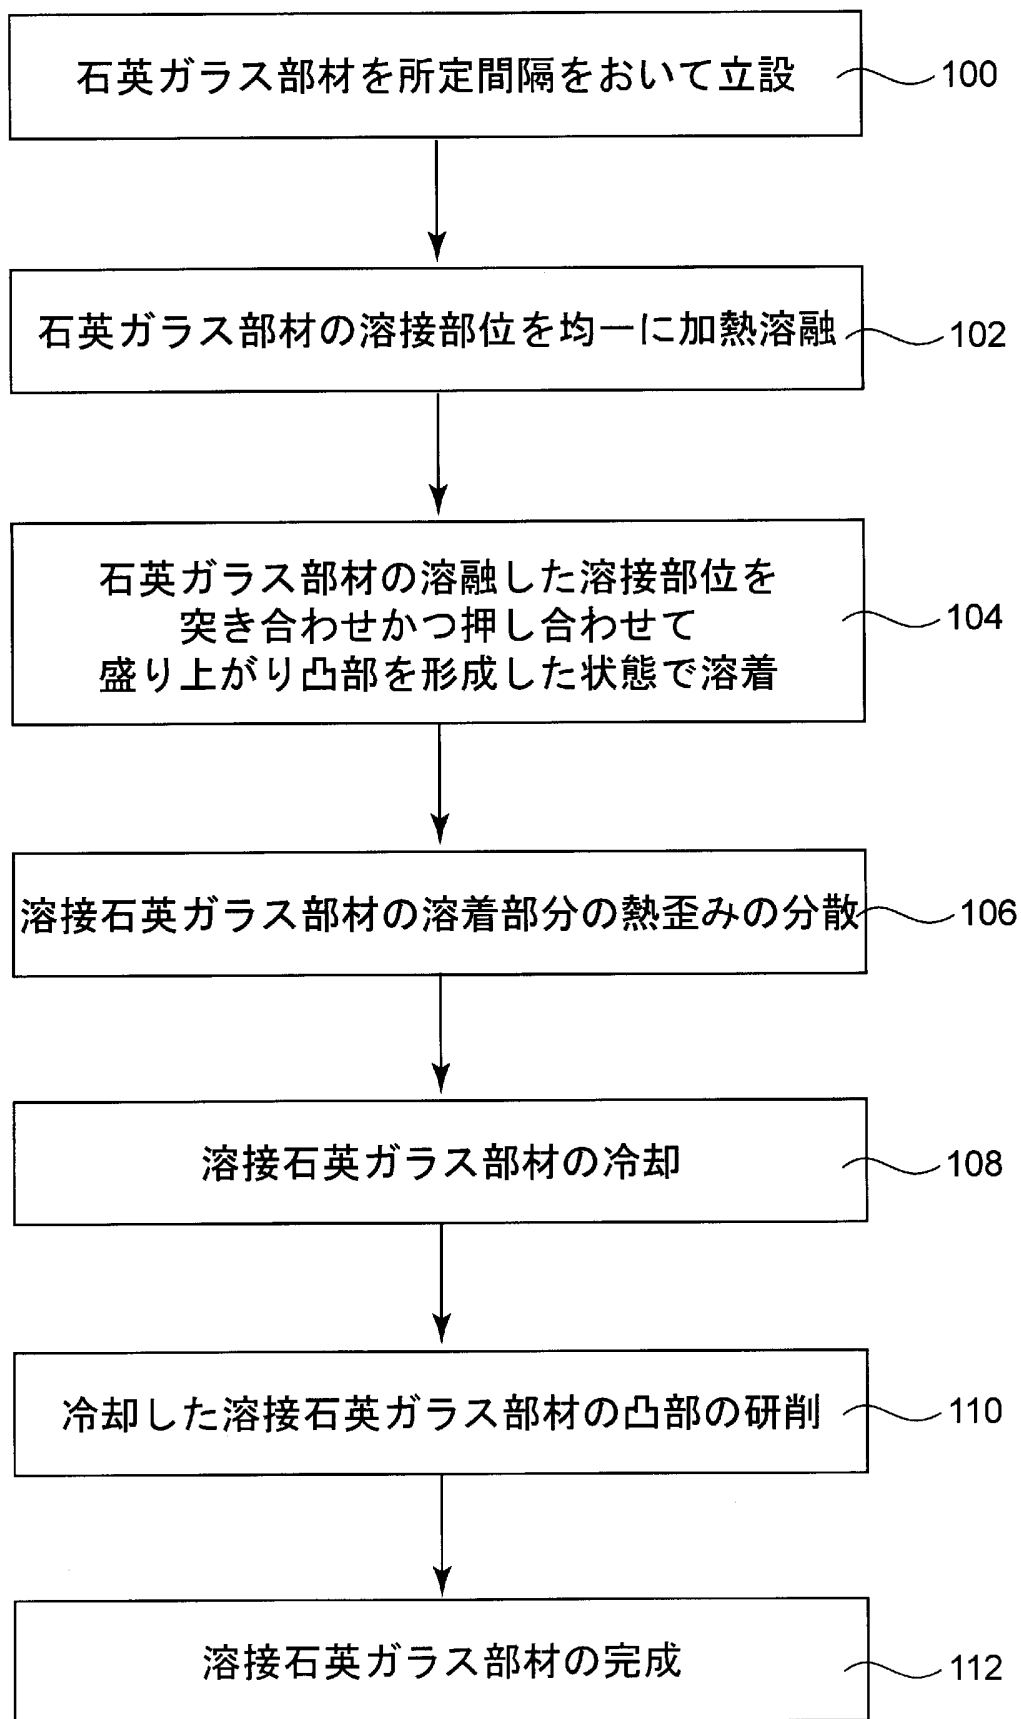 石英ガラス部材を所定間隔をおいて立設
100
石英ガラス部材の溶接部位を均一に加熱溶融
102
石英ガラス部材の溶融した溶接部位を
突き合わせかつ押し合わせて
盛り上がり凸部を形成した状態で溶着
104
溶接石英ガラス部材の溶着部分の熱歪みの分散
106
溶接石英ガラス部材の冷却
108
冷却した溶接石英ガラス部材の凸部の研削
110
溶接石英ガラス部材の完成
112